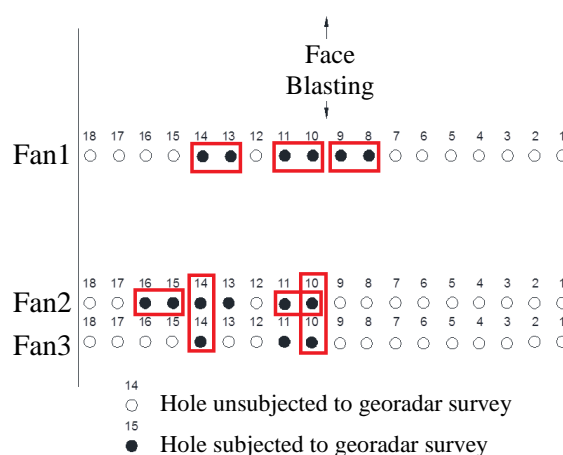 Face
Blasting
18 17 16 15 14 13 12 11 10 9 8 7 6 5 4 3 2 1
Fan1
18 17 16 15 14 13 12 11 10 9 8 7 6 5 4 3 2 1
Fan2
18 17 16 15 14 13 12 11 10 9 8 7 6 5 4 3 2 1
Fan3
14
Hole unsubjected to georadar survey
15
Hole subjected to georadar survey